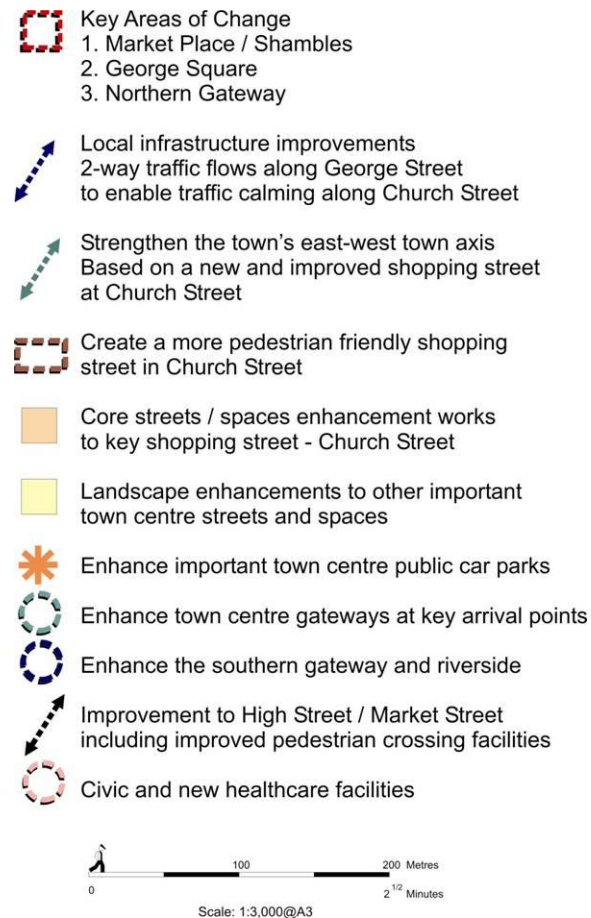 Key Areas of Change
1. Market Place / Shambles
2. George Square
3. Northern Gateway
Local infrastructure improvements
2-way traffic flows along George Street
to enable traffic calming along Church Street
Strengthen the town's east-west town axis
Based on a new and improved shopping street
at Church Street
Create a more pedestrian friendly shopping
street in Church Street
Core streets / spaces enhancement works
to key shopping street - Church Street
Landscape enhancements to other important
town centre streets and spaces
Enhance important town centre public car parks
Enhance town centre gateways at key arrival points
Enhance the southern gateway and riverside
Improvement to High Street / Market Street
including improved pedestrian crossing facilities
Civic and new healthcare facilities
100 200 Metres
0 2 1/2 Minutes
Scale: 1:3,000@A3